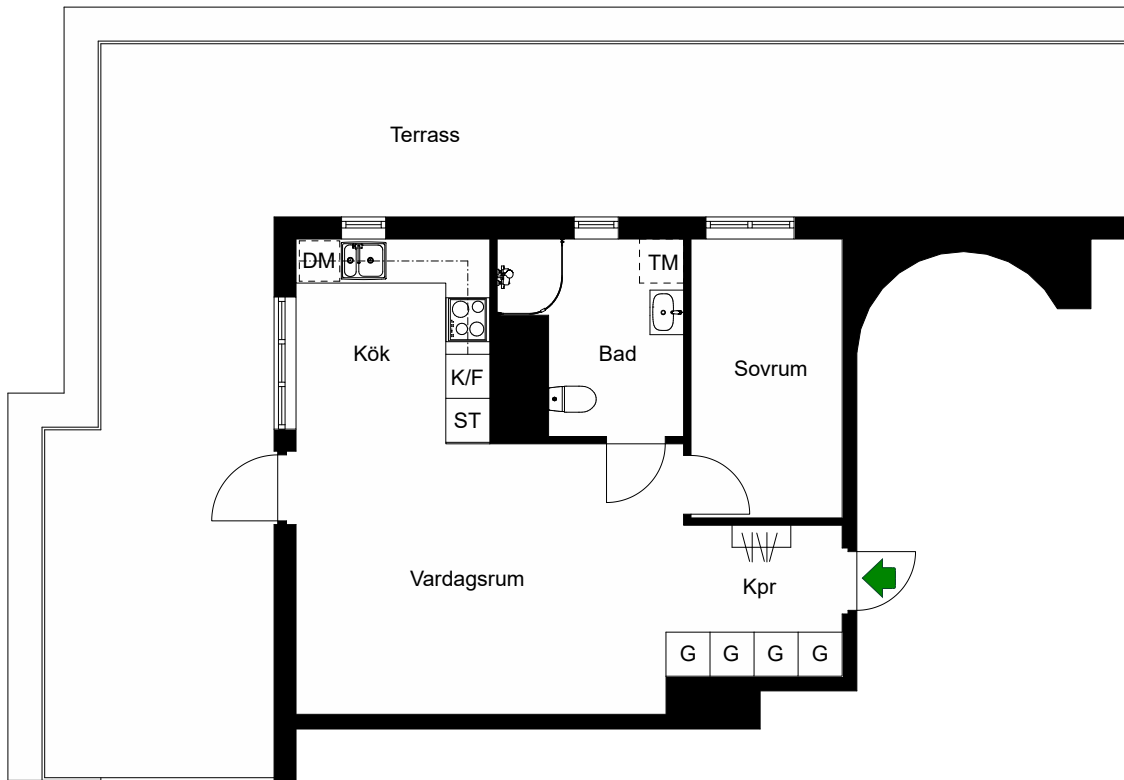 Terrass
DM
TM
Kök
Bad
Sovrum
K/F
ST
Vardagsrum
Kpr
G G G G